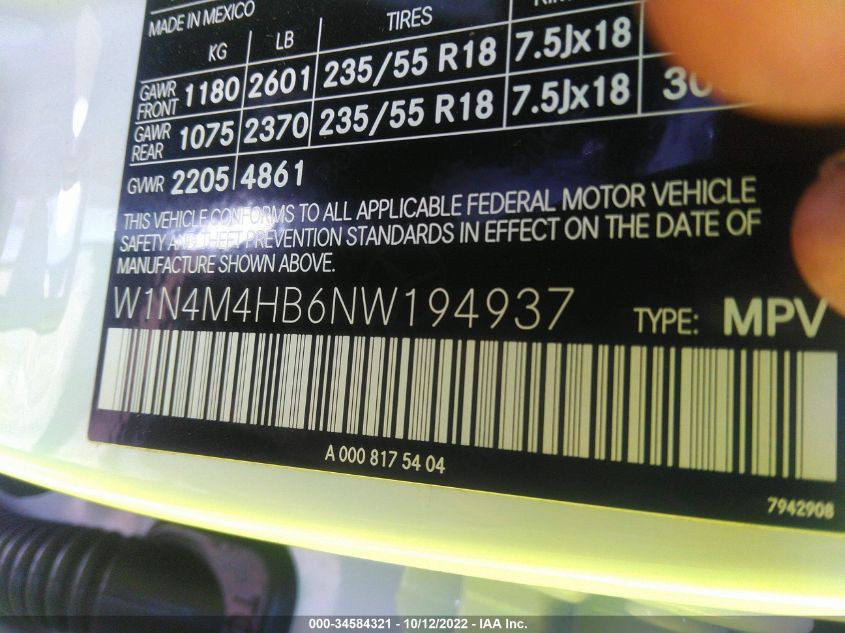 MADE IN MEXICO
KG LB TIRES
GAWR FRONT 1180 2601 235/55 R18 7.5Jx18
GAWR REAR 1075 2370 235/55 R18 7.5Jx18 30
GVWR 2205 4861
THIS VEHICLE CONFORMS TO ALL APPLICABLE FEDERAL MOTOR VEHICLE
SAFETY AND THEFT PREVENTION STANDARDS IN EFFECT ON THE DATE OF
MANUFACTURE SHOWN ABOVE.
W1N4M4HB6NW194937 TYPE: MPV
A 000 817 54 04
7942908
000-34584321 - 10/12/2022 - IAA Inc.